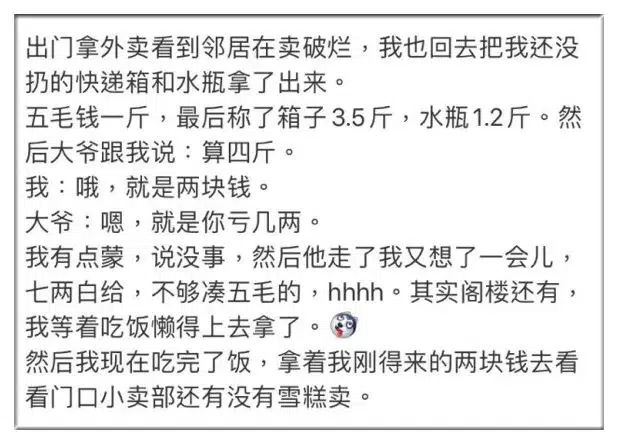 出门拿外卖看到邻居在卖破烂，我也回去把我还没
扔的快递箱和水瓶拿了出来。
五毛钱一斤，最后称了箱子3.5斤，水瓶1.2斤。然
后大爷跟我说：算四斤。
我：哦，就是两块钱。
大爷：嗯，就是你亏几两。
我有点蒙，说没事，然后他走了我又想了一会儿，
七两白给，不够凑五毛的，hhhh。其实阁楼还有，
我等着吃饭懒得上去拿了。
然后我现在吃完了饭，拿着我刚得来的两块钱去看
看门口小卖部还有没有雪糕卖。